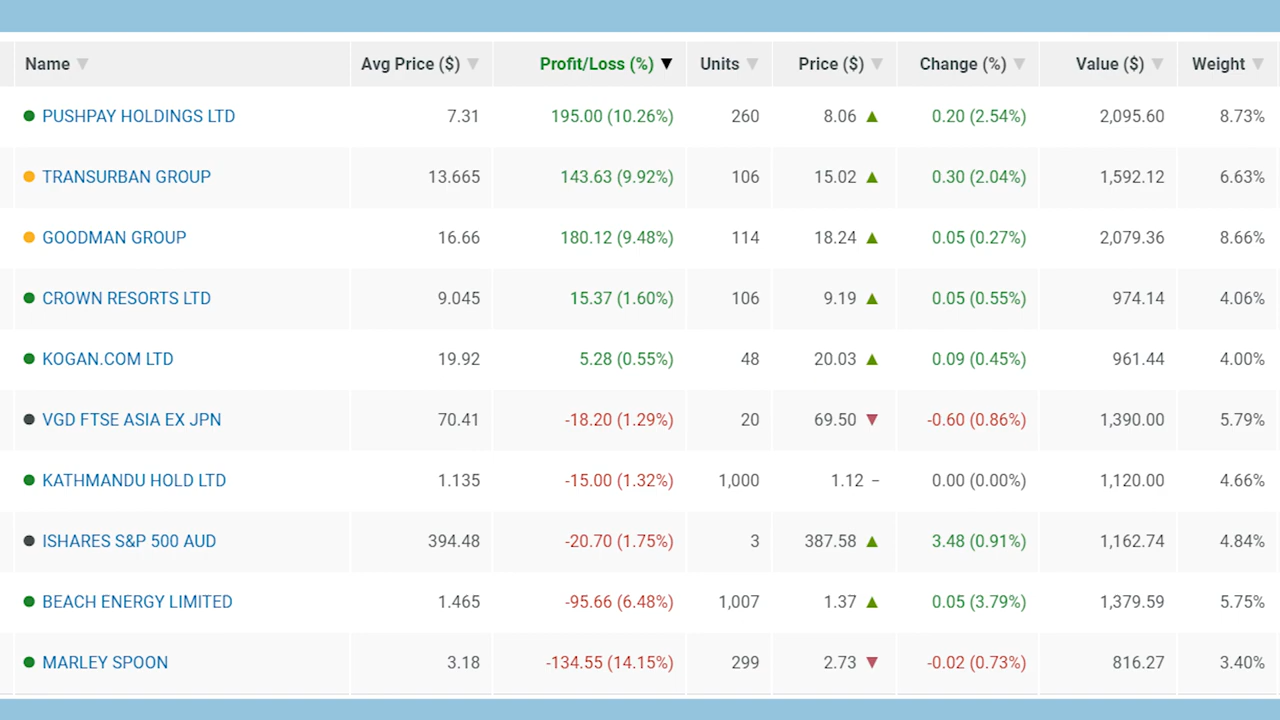 Name Avg Price ($) Profit/Loss (%) Units Price ($) Change (%) Value ($) Weight
PUSHPAY HOLDINGS LTD 7.31 195.00 (10.26%) 260 8.06 0.20 (2.54%) 2,095.60 8.73%
TRANSURBAN GROUP 13.665 143.63 (9.92%) 106 15.02 0.30 (2.04%) 1,592.12 6.63%
GOODMAN GROUP 16.66 180.12 (9.48%) 114 18.24 0.05 (0.27%) 2,079.36 8.66%
CROWN RESORTS LTD 9.045 15.37 (1.60%) 106 9.19 0.05 (0.55%) 974.14 4.06%
KOGAN.COM LTD 19.92 5.28 (0.55%) 48 20.03 0.09 (0.45%) 961.44 4.00%
VGD FTSE ASIA EX JPN 70.41 -18.20 (1.29%) 20 69.50 -0.60 (0.86%) 1,390.00 5.79%
KATHMANDU HOLD LTD 1.135 -15.00 (1.32%) 1,000 1.12 – 0.00 (0.00%) 1,120.00 4.66%
ISHARES S&P 500 AUD 394.48 -20.70 (1.75%) 3 387.58 3.48 (0.91%) 1,162.74 4.84%
BEACH ENERGY LIMITED 1.465 -95.66 (6.48%) 1,007 1.37 0.05 (3.79%) 1,379.59 5.75%
MARLEY SPOON 3.18 -134.55 (14.15%) 299 2.73 -0.02 (0.73%) 816.27 3.40%